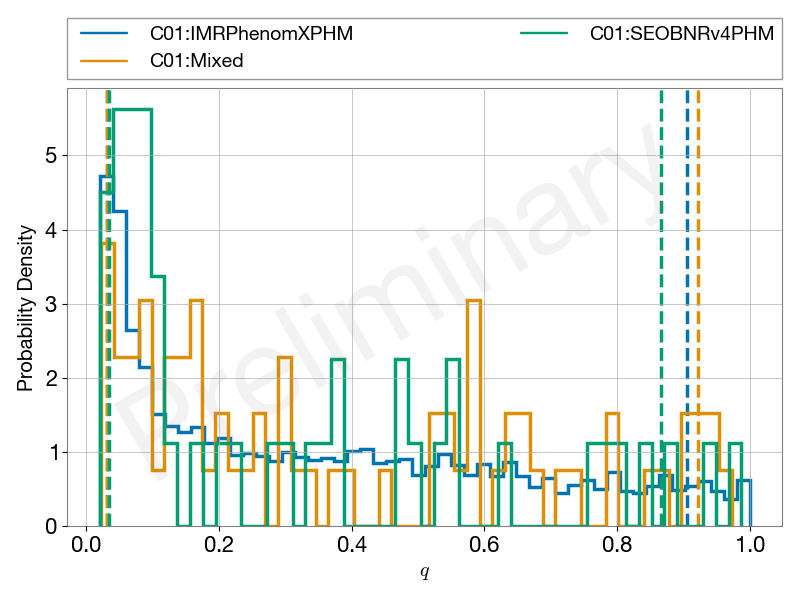 C01:IMRPhenomXPHM
C01:Mixed
C01:SEOBNRv4PHM
Preliminary
Probability Density
5
4
3
2
1
0
0.0 0.2 0.4 0.6 0.8 1.0
q